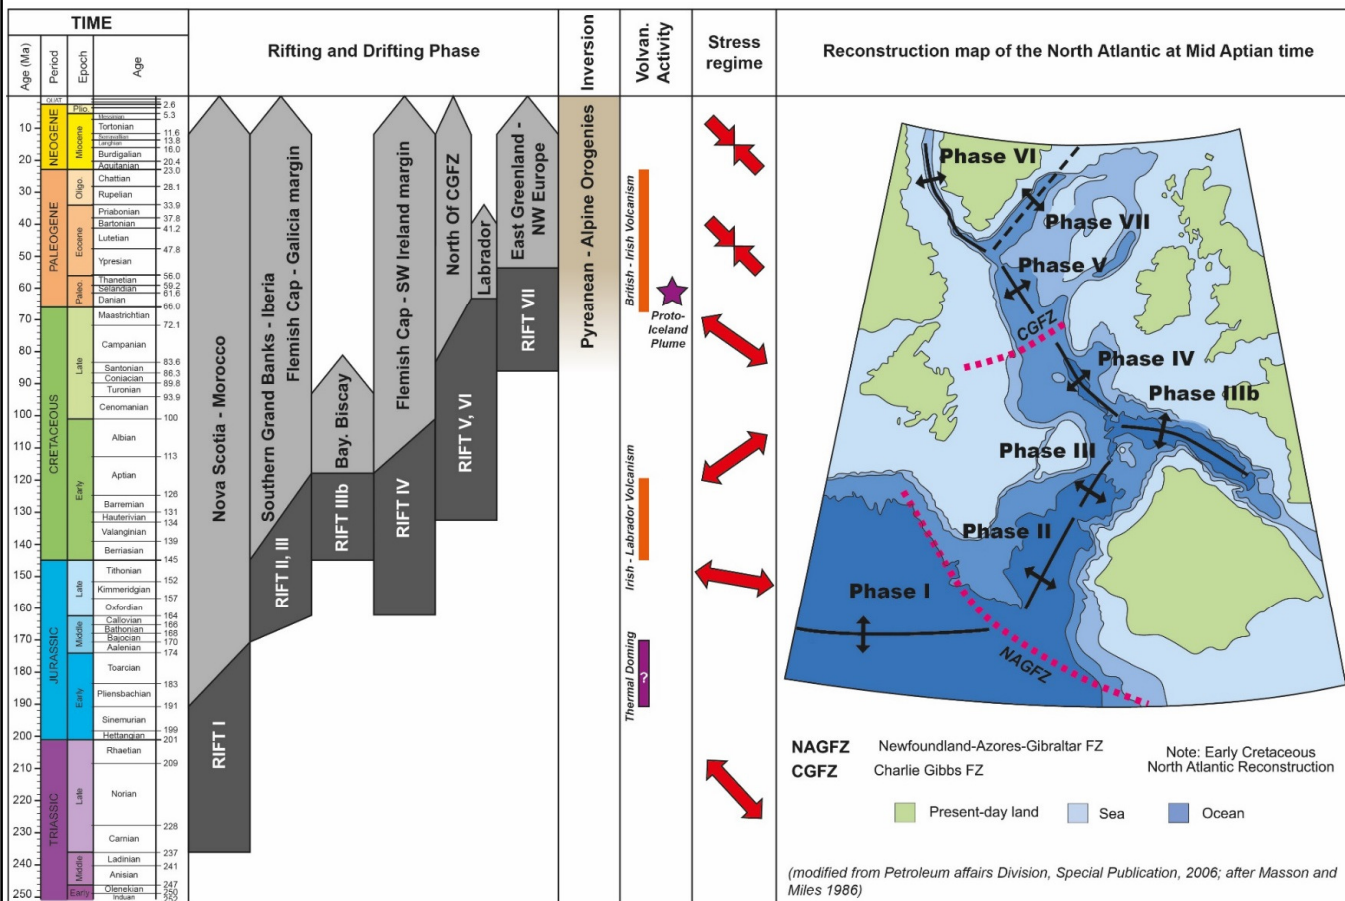 TIME
Age (Ma)
Period
Epoch
Age
Rifting and Drifting Phase
Inversion
Volvan.
Activity
Stress
regime
Reconstruction map of the North Atlantic at Mid Aptian time
10
20
30
40
50
60
70
80
90
100
110
120
130
140
150
160
170
180
190
200
210
220
230
240
250
QUAT
NEOGENE
PALEOGENE
CRETACEOUS
JURASSIC
TRIASSIC
Plio.
Miocene
Oligo.
Eocene
Paleo.
Late
Early
Late
Middle
Early
Late
Middle
Early
2.6
5.3
Messinian
Tortonian
11.6
Serravallian
13.8
Langhian
16.0
Burdigalian
20.4
Aquitanian
23.0
Chattian
28.1
Rupelian
33.9
Priabonian
37.8
Bartonian
41.2
Lutetian
47.8
Ypresian
56.0
Thanetian
59.2
Selandian
61.6
Danian
66.0
Maastrichtian
72.1
Campanian
83.6
Santonian
86.3
Coniacian
89.8
Turonian
93.9
Cenomanian
100
Albian
113
Aptian
126
Barremian
131
Hauterivian
134
Valanginian
139
Berriasian
145
Tithonian
152
Kimmeridgian
157
Oxfordian
164
Callovian
166
Bathonian
168
Bajocian
170
Aalenian
174
Toarcian
183
Pliensbachian
191
Sinemurian
199
Hettangian
201
Rhaetian
209
Norian
228
Carnian
237
Ladinian
241
Anisian
247
Olenekian
250
Induan
252
Nova Scotia - Morocco
RIFT I
Southern Grand Banks - Iberia
Flemish Cap - Galicia margin
RIFT II, III
Bay. Biscay
RIFT IIIb
Flemish Cap - SW Ireland margin
RIFT IV
North Of CGFZ
Labrador
RIFT V, VI
East Greenland -
NW Europe
RIFT VII
Pyreanean - Alpine Orogenies
British - Irish Volcanism
Proto-
Iceland
Plume
Irish - Labrador Volcanism
Thermal Doming
?
Phase VI
Phase VII
Phase V
CGFZ
Phase IV
Phase IIIb
Phase III
Phase II
Phase I
NAGFZ
NAGFZ Newfoundland-Azores-Gibraltar FZ
CGFZ Charlie Gibbs FZ
Note: Early Cretaceous
North Atlantic Reconstruction
Present-day land
Sea
Ocean
(modified from Petroleum affairs Division, Special Publication, 2006; after Masson and
Miles 1986)